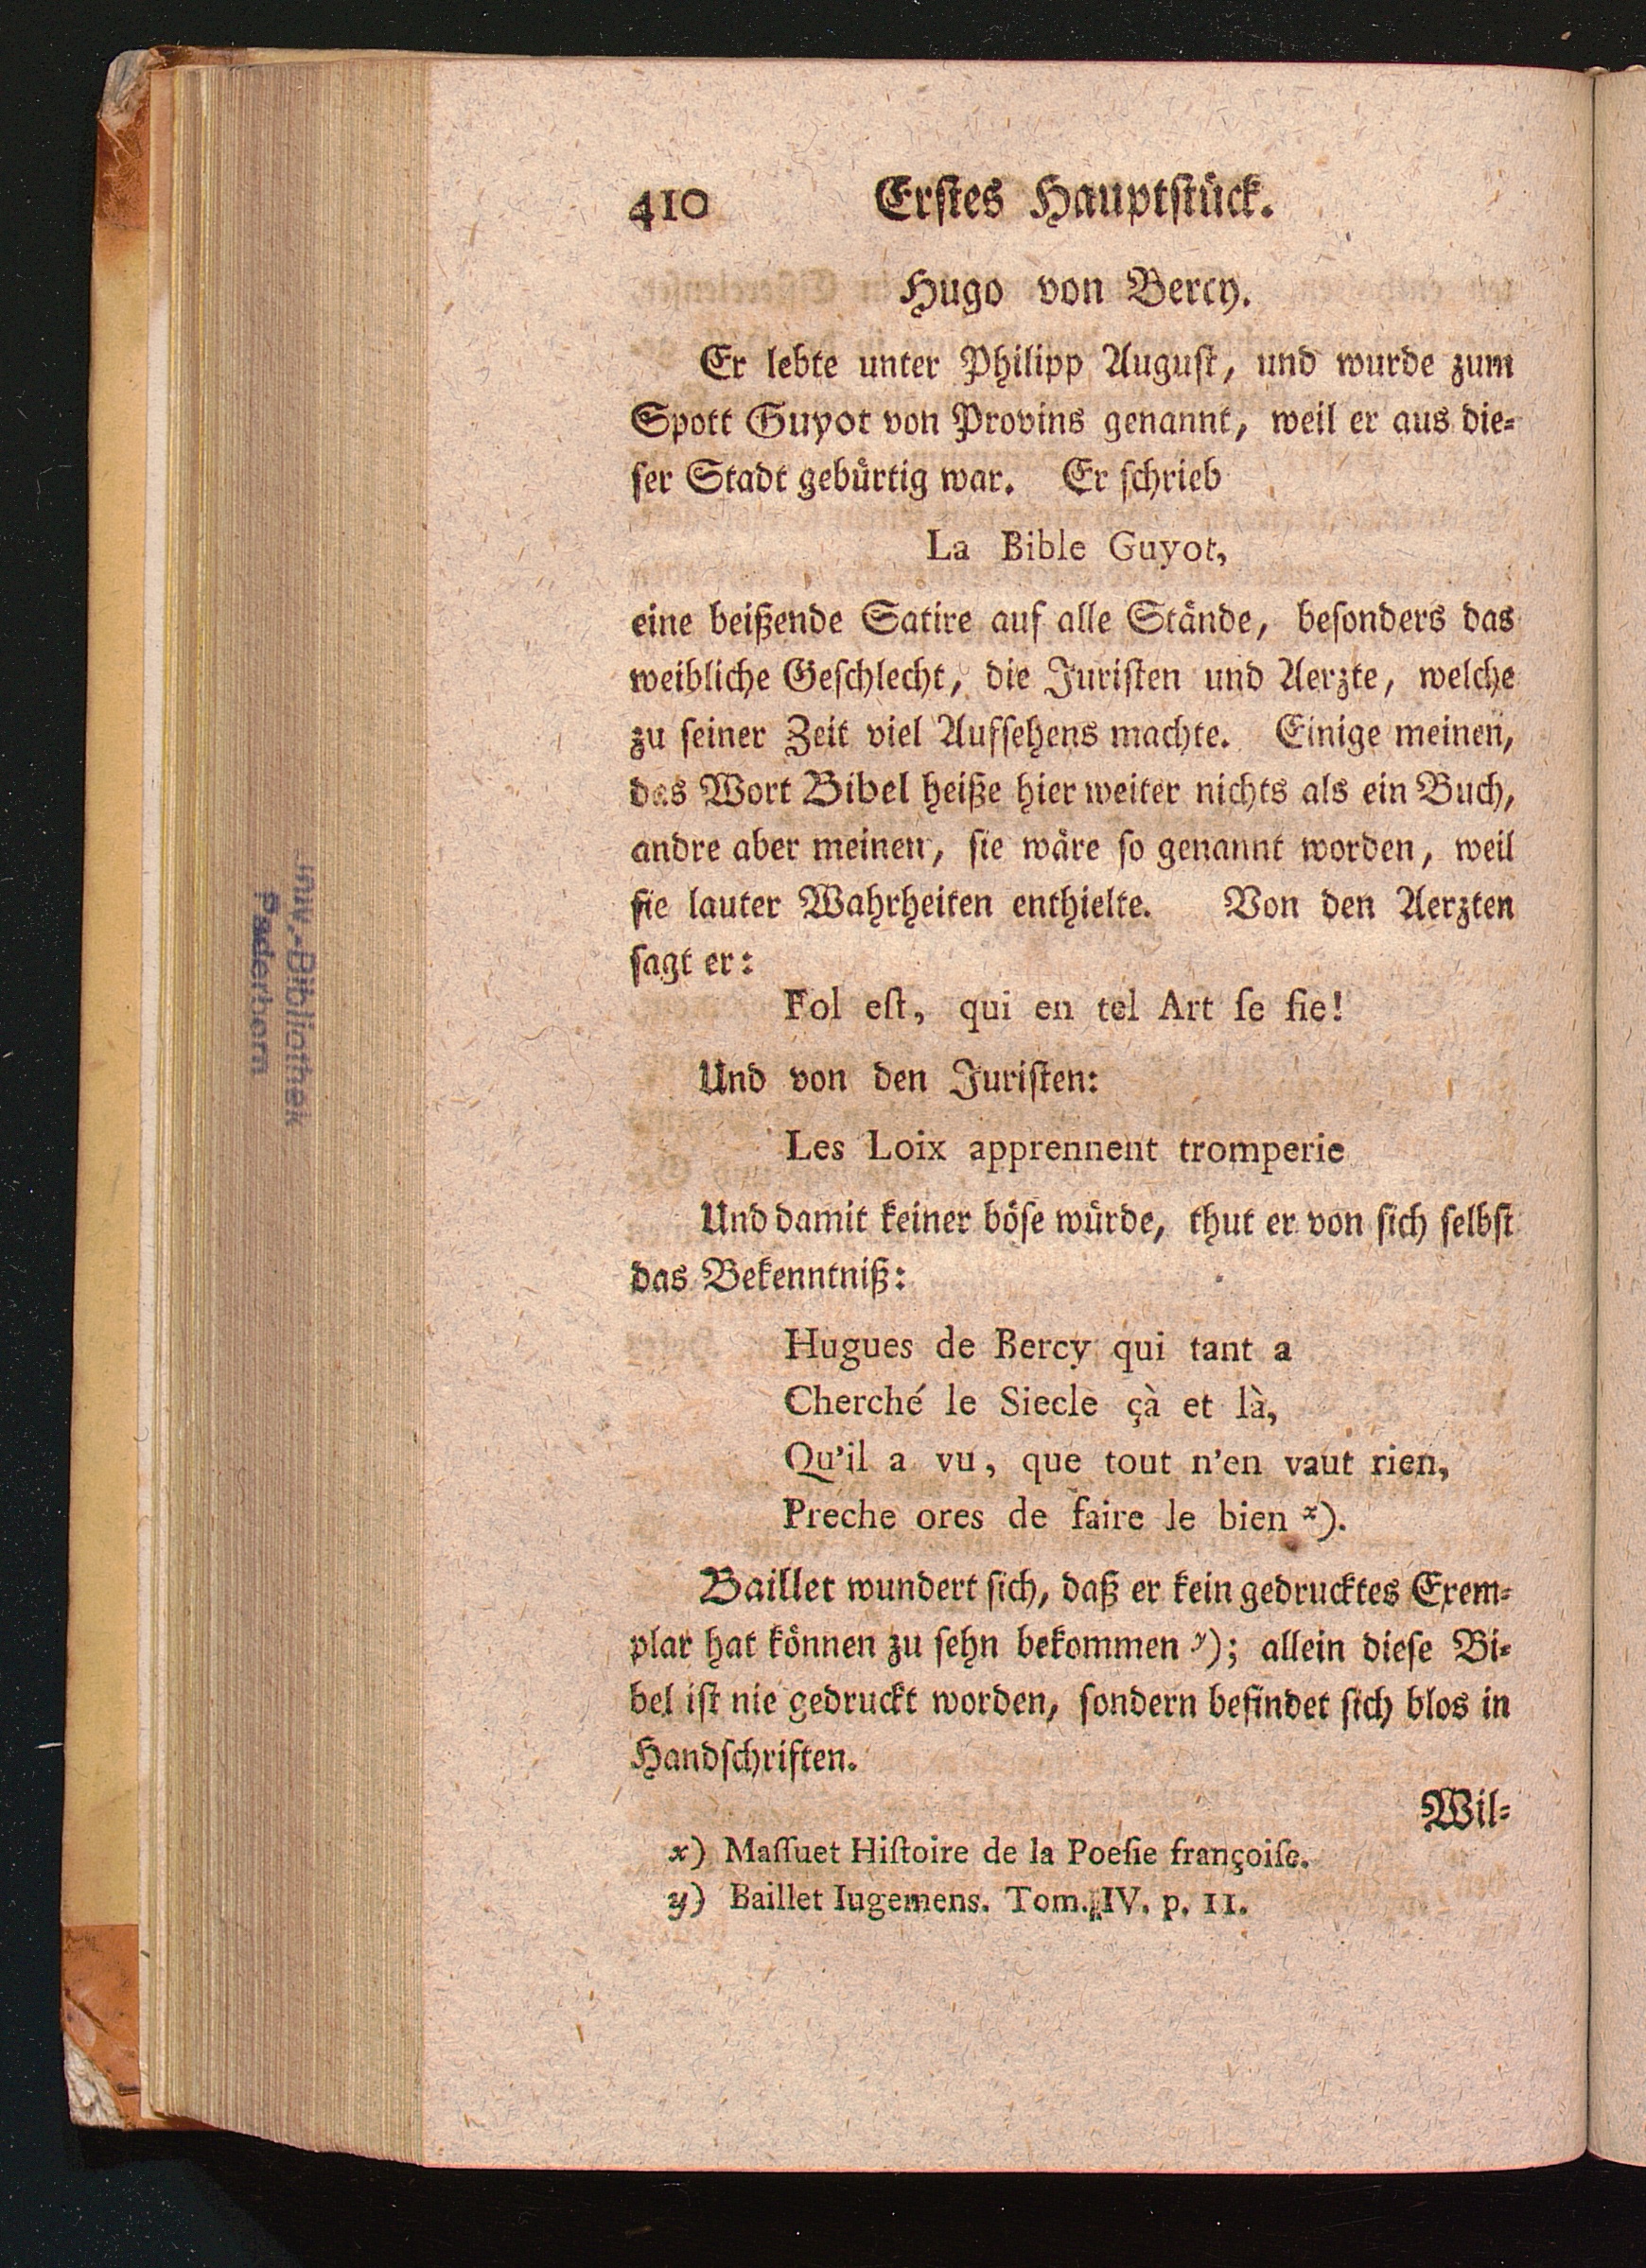 410 Erſtes Hauptſtück.
Hugo von Bercy.
Er lebte unter Philipp Auguſt, und wurde zum
Spott Guyot von Provins genannt, weil er aus die-
ſer Stadt gebürtig war. Er ſchrieb
La Bible Guyot,
eine beißende Satire auf alle Stände, beſonders das
weibliche Geſchlecht, die Juriſten und Aerzte, welche
zu ſeiner Zeit viel Aufſehens machte. Einige meinen,
das Wort Bibel heiße hier weiter nichts als ein Buch,
andre aber meinen, ſie wäre ſo genannt worden, weil
ſie lauter Wahrheiten enthielte. Von den Aerzten
ſagt er:
Fol eſt, qui en tel Art ſe fie!
Und von den Juriſten:
Les Loix apprennent tromperie
Und damit keiner böſe würde, thut er von ſich ſelbſt
das Bekenntniß:
Hugues de Bercy qui tant a
Cherché le Siecle çà et là,
Qu'il a vu, que tout n'en vaut rien,
Preche ores de faire le bien x).
Baillet wundert ſich, daß er kein gedrucktes Exem-
plar hat können zu ſehn bekommen y); allein dieſe Bi-
bel iſt nie gedruckt worden, ſondern befindet ſich blos in
Handſchriften.
Wil-
x) Maſſuet Hiſtoire de la Poeſie françoiſe.
y) Baillet Iugemens. Tom. IV. p. 11.
Univ.-Bibliothek
Paderborn